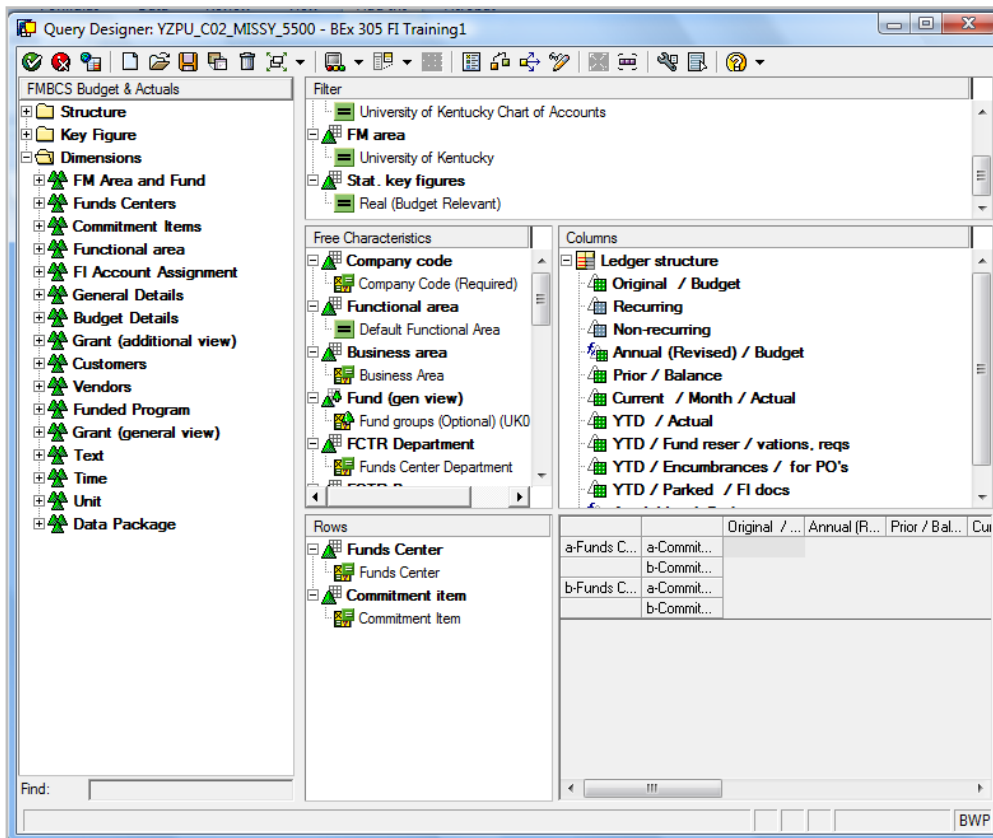 Query Designer: YZPU_C02_MISSY_5500 - BEx 305 FI Training1
FMBCS Budget & Actuals
Structure
Key Figure
Dimensions
FM Area and Fund
Funds Centers
Commitment Items
Functional area
FI Account Assignment
General Details
Budget Details
Grant (additional view)
Customers
Vendors
Funded Program
Grant (general view)
Text
Time
Unit
Data Package
Find:
Filter
University of Kentucky Chart of Accounts
FM area
University of Kentucky
Stat. key figures
Real (Budget Relevant)
Free Characteristics
Company code
Company Code (Required)
Functional area
Default Functional Area
Business area
Business Area
Fund (gen view)
Fund groups (Optional) (UK0
FCTR Department
Funds Center Department
Columns
Ledger structure
Original / Budget
Recurring
Non-recurring
Annual (Revised) / Budget
Prior / Balance
Current / Month / Actual
YTD / Actual
YTD / Fund reser / vations, reqs
YTD / Encumbrances / for PO's
YTD / Parked / FI docs
Rows
Funds Center
Funds Center
Commitment item
Commitment Item
Original / ... Annual (R... Prior / Bal... Cur
a-Funds C... a-Commit...
b-Commit...
b-Funds C... a-Commit...
b-Commit...
BWP